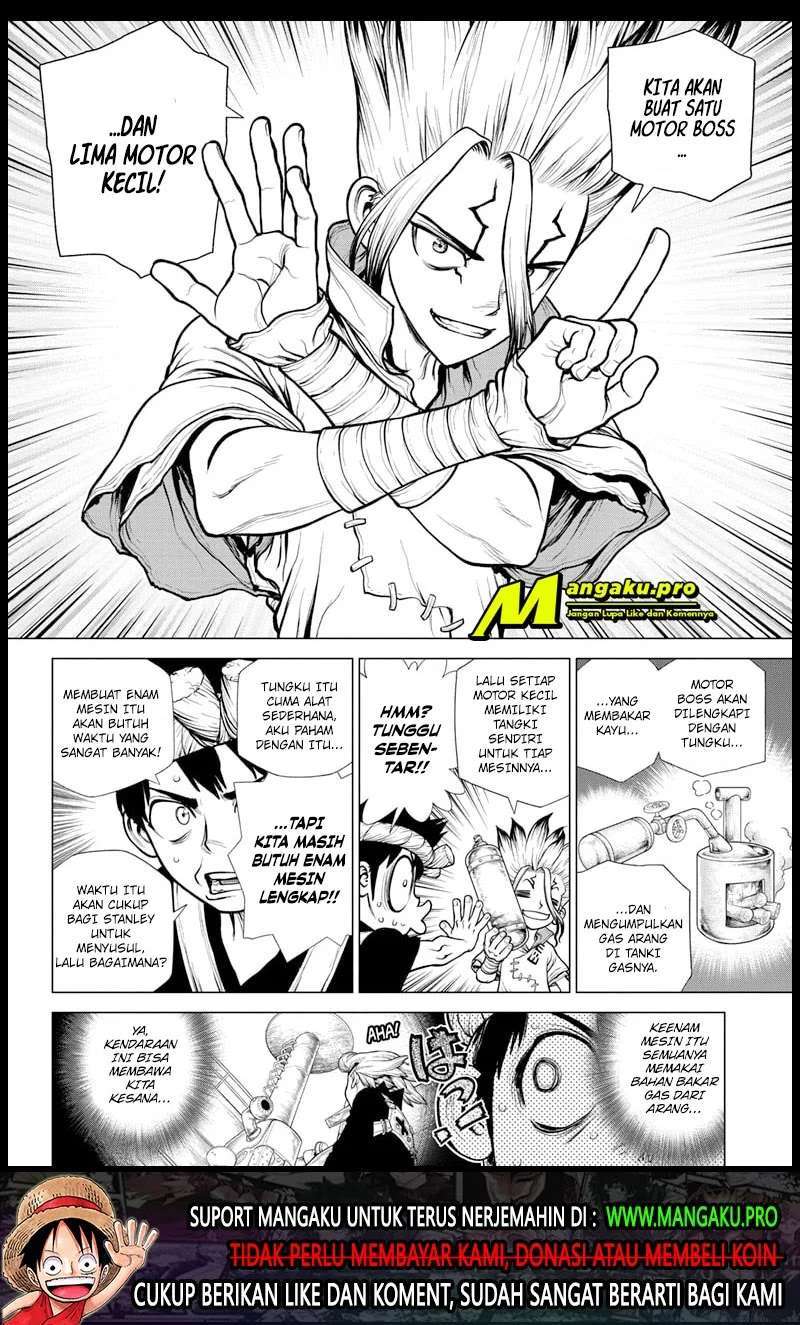 KITA AKAN
BUAT SATU
MOTOR BOSS
...
...DAN
LIMA MOTOR
KECIL!
Mangaku.pro
Jangan Lupa Like dan Komennya
MOTOR
BOSS AKAN
DILENGKAPI
DENGAN
TUNGKU...
...YANG
MEMBAKAR
KAYU...
...DAN
MENGUMPULKAN
GAS ARANG
DI TANKI
GASNYA.
LALU SETIAP
MOTOR KECIL
MEMILIKI
TANGKI
SENDIRI
UNTUK TIAP
MESINNYA...
HMM?
TUNGGU
SEBEN-
TAR!!
TUNGKU ITU
CUMA ALAT
SEDERHANA,
AKU PAHAM
DENGAN ITU...
...TAPI
KITA MASIH
BUTUH ENAM
MESIN
LENGKAP!!
MEMBUAT ENAM
MESIN ITU
AKAN BUTUH
WAKTU YANG
SANGAT BANYAK!
WAKTU ITU
AKAN CUKUP
BAGI STANLEY
UNTUK
MENYUSUL,
LALU BAGAIMANA?
KEENAM
MESIN ITU
SEMUANYA
MEMAKAI
BAHAN BAKAR
GAS DARI
ARANG...
はっ
AHA!
YA,
KENDARAAN
INI BISA
MEMBAWA
KITA
KESANA...
SUPORT MANGAKU UNTUK TERUS NERJEMAHIN DI : WWW.MANGAKU.PRO
TIDAK PERLU MEMBAYAR KAMI, DONASI ATAU MEMBELI KOIN
CUKUP BERIKAN LIKE DAN KOMENT, SUDAH SANGAT BERARTI BAGI KAMI